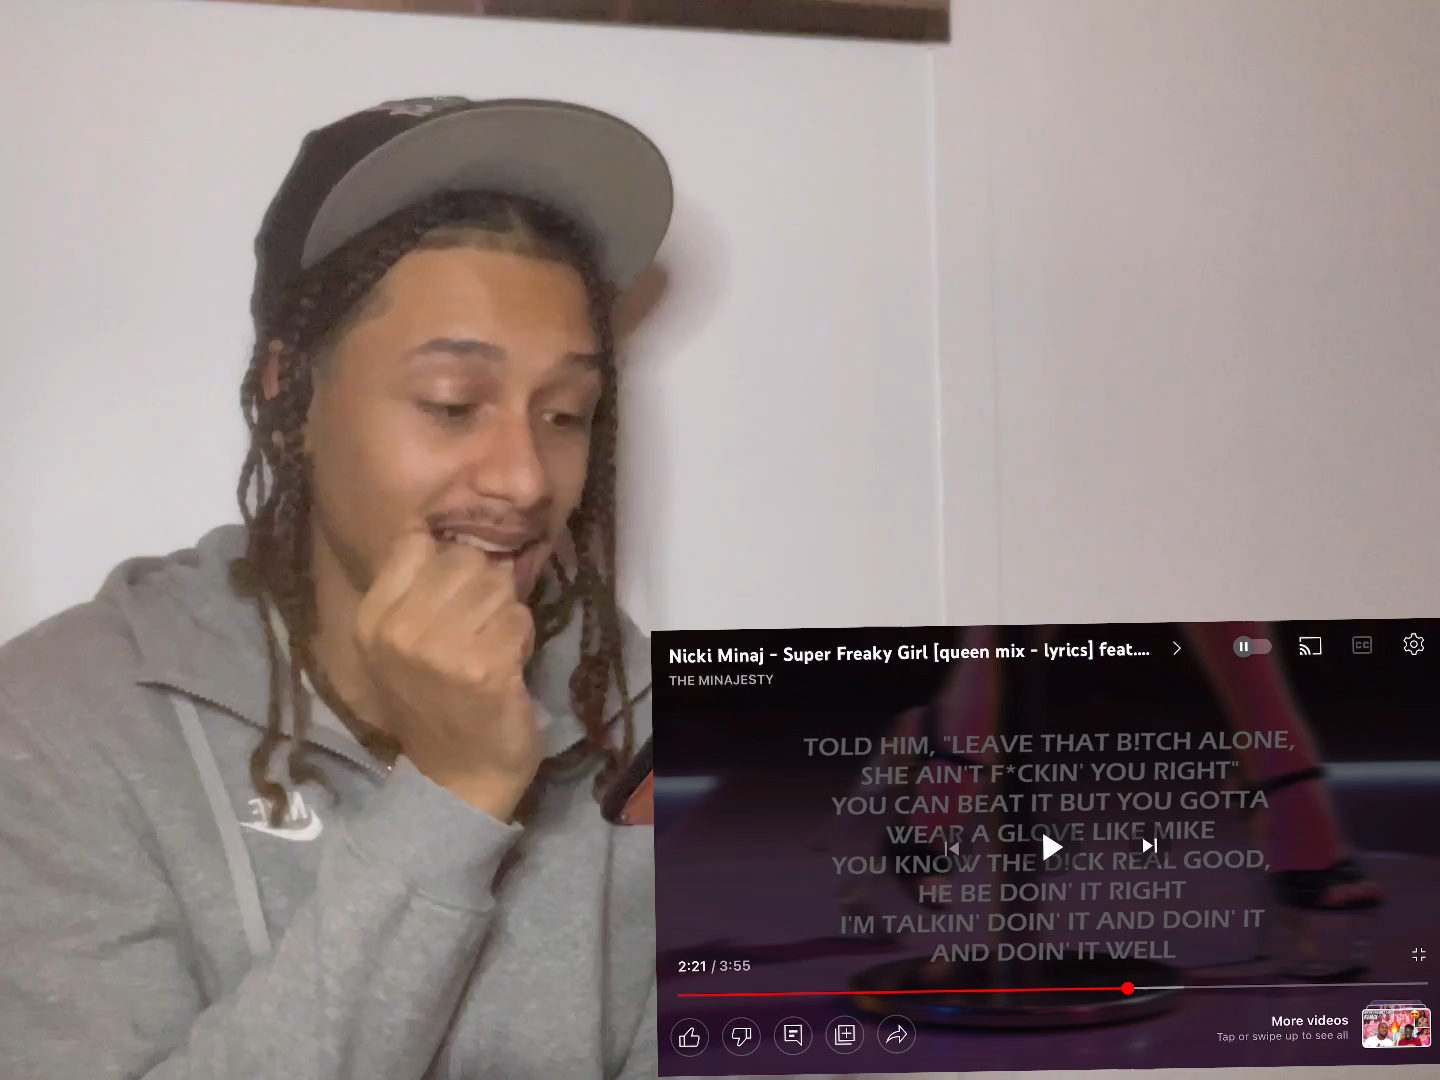 Nicki Minaj - Super Freaky Girl [queen mix - lyrics] feat....
THE MINAJESTY
CC
TOLD HIM, "LEAVE THAT B!TCH ALONE,
SHE AIN'T F*CKIN' YOU RIGHT"
YOU CAN BEAT IT BUT YOU GOTTA
WEAR A GLOVE LIKE MIKE
YOU KNOW THE D!CK REAL GOOD,
HE BE DOIN' IT RIGHT
I'M TALKIN' DOIN' IT AND DOIN' IT
AND DOIN' IT WELL
2:21 / 3:55
More videos
Tap or swipe up to see all